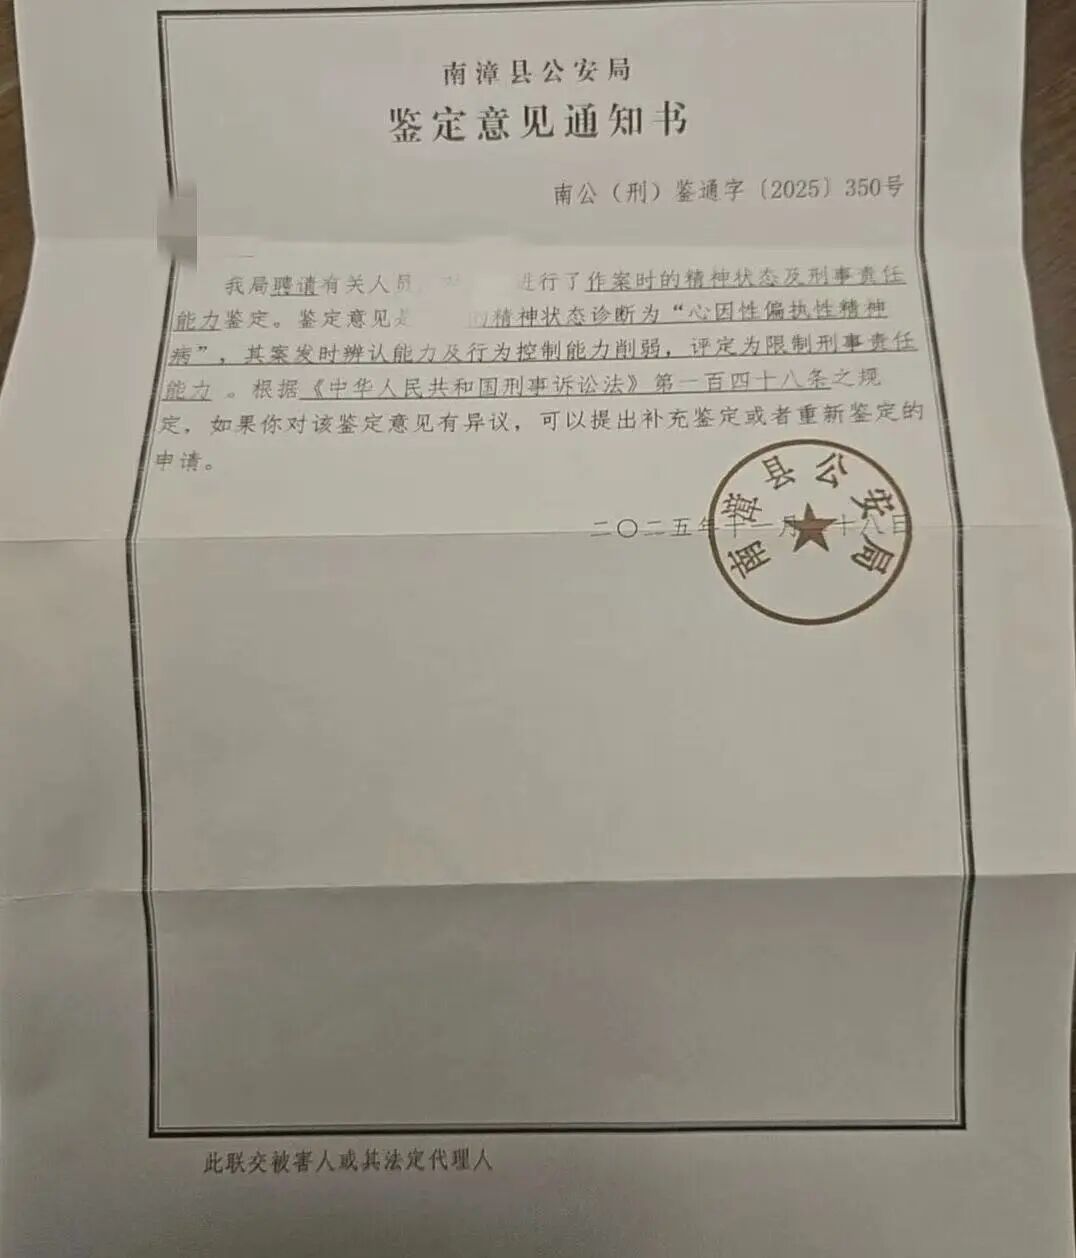 南漳县公安局
鉴定意见通知书
南公（刑）鉴通字〔2025〕350号
我局聘请有关人员 进行了作案时的精神状态及刑事责任
能力鉴定。鉴定意见是 的精神状态诊断为“心因性偏执性精神
病”，其案发时辨认能力及行为控制能力削弱，评定为限制刑事责任
能力 。根据《中华人民共和国刑事诉讼法》第一百四十八条之规
定，如果你对该鉴定意见有异议，可以提出补充鉴定或者重新鉴定的
申请。
二〇二五年十一月 十八日
南漳县公安局
此联交被害人或其法定代理人